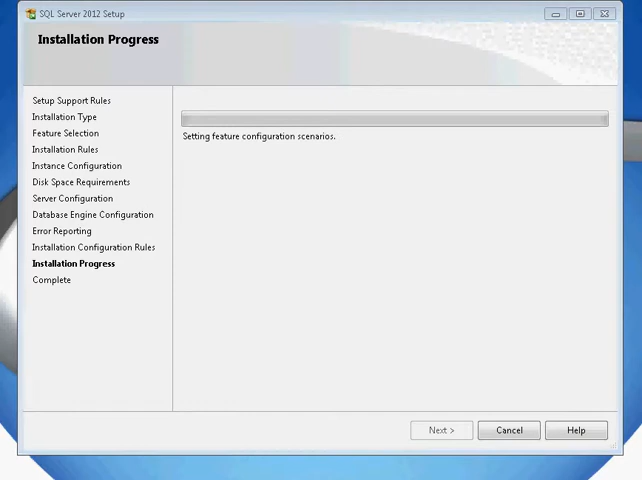 SQL Server 2012 Setup
Installation Progress
Setup Support Rules
Installation Type
Feature Selection
Installation Rules
Instance Configuration
Disk Space Requirements
Server Configuration
Database Engine Configuration
Error Reporting
Installation Configuration Rules
Installation Progress
Complete
Setting feature configuration scenarios.
Next >
Cancel
Help